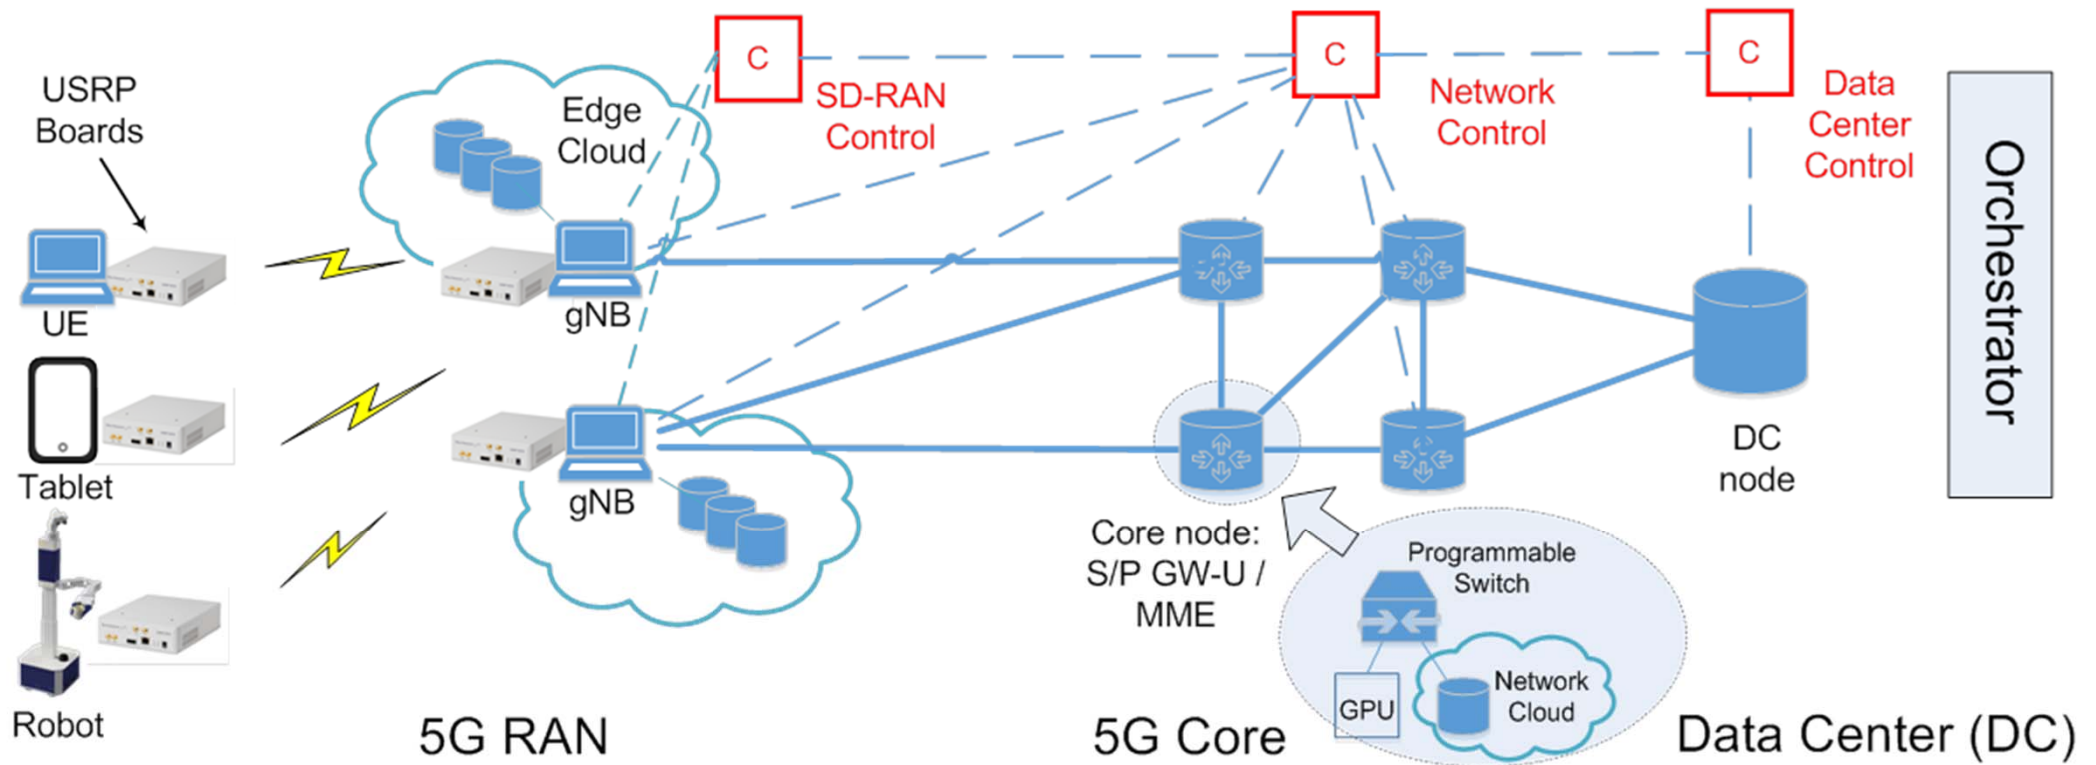 USRP
Boards
UE
Tablet
Robot
Edge
Cloud
gNB
gNB
5G RAN
C
SD-RAN
Control
C
Network
Control
C
Data
Center
Control
Core node:
S/P GW-U /
MME
5G Core
Programmable
Switch
GPU
Network
Cloud
DC
node
Data Center (DC)
Orchestrator